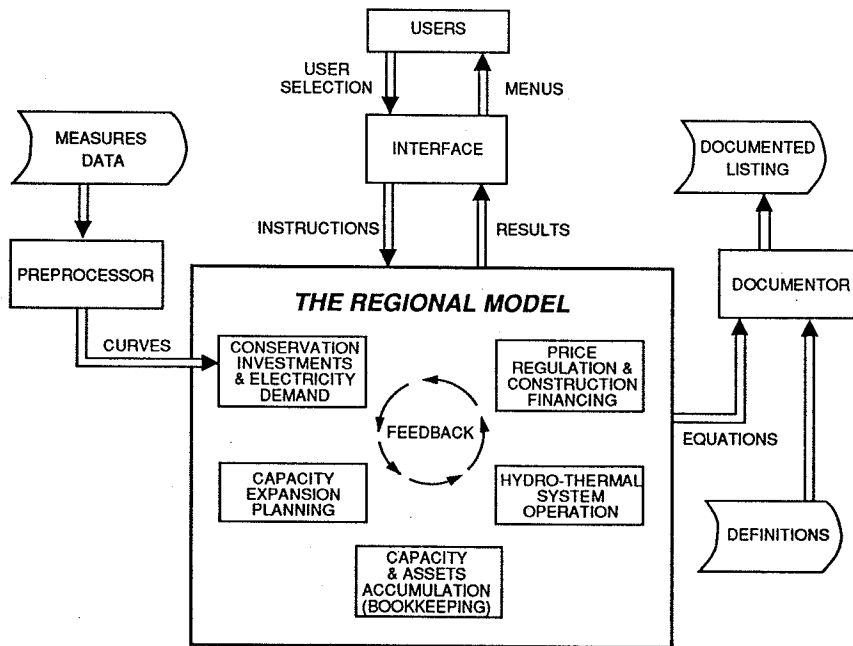 USERS
USER
SELECTION
MENUS
MEASURES
DATA
INTERFACE
DOCUMENTED
LISTING
INSTRUCTIONS
RESULTS
PREPROCESSOR
DOCUMENTOR
THE REGIONAL MODEL
CURVES
CONSERVATION
INVESTMENTS
& ELECTRICITY
DEMAND
PRICE
REGULATION &
CONSTRUCTION
FINANCING
FEEDBACK
EQUATIONS
CAPACITY
EXPANSION
PLANNING
HYDRO-THERMAL
SYSTEM
OPERATION
DEFINITIONS
CAPACITY
& ASSETS
ACCUMULATION
(BOOKKEEPING)